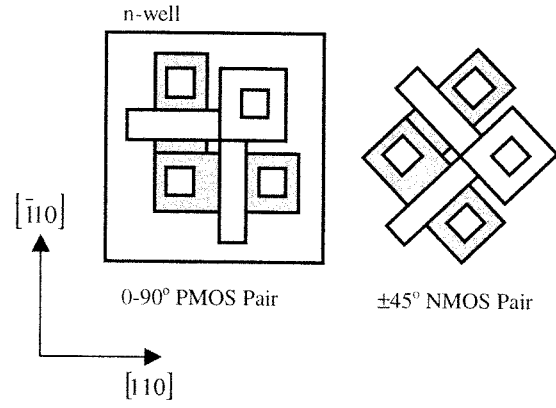 n-well
[1̄10]
0-90° PMOS Pair
±45° NMOS Pair
[110]